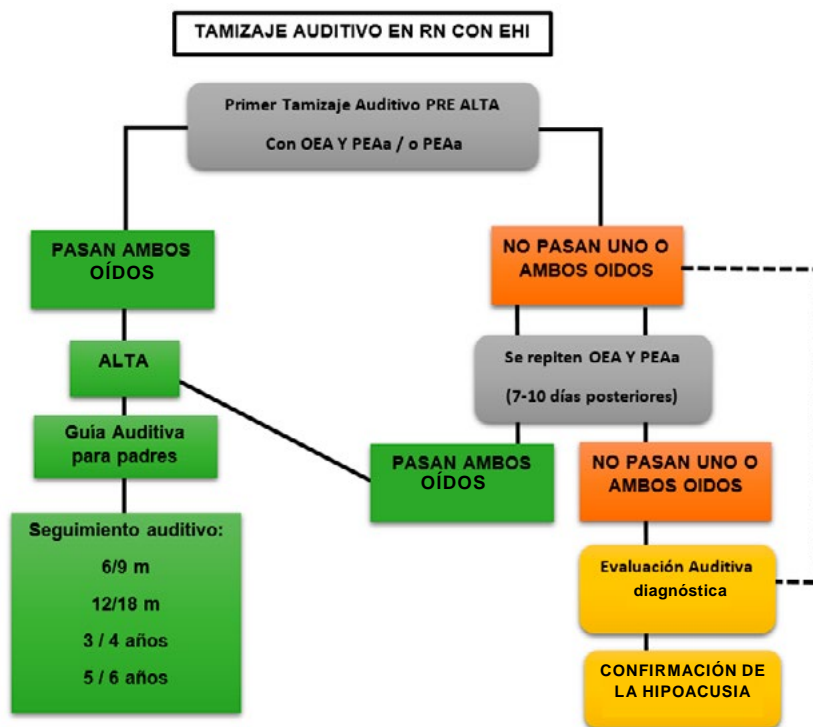 TAMIZAJE AUDITIVO EN RN CON EHI
Primer Tamizaje Auditivo PRE ALTA
Con OEA Y PEAa / o PEAa
PASAN AMBOS
OÍDOS
NO PASAN UNO O
AMBOS OIDOS
ALTA
Se repiten OEA Y PEAa
(7-10 días posteriores)
Guía Auditiva
para padres
PASAN AMBOS
OÍDOS
NO PASAN UNO O
AMBOS OIDOS
Seguimiento auditivo:
6/9 m
12/18 m
3 / 4 años
5 / 6 años
Evaluación Auditiva
diagnóstica
CONFIRMACIÓN DE
LA HIPOACUSIA